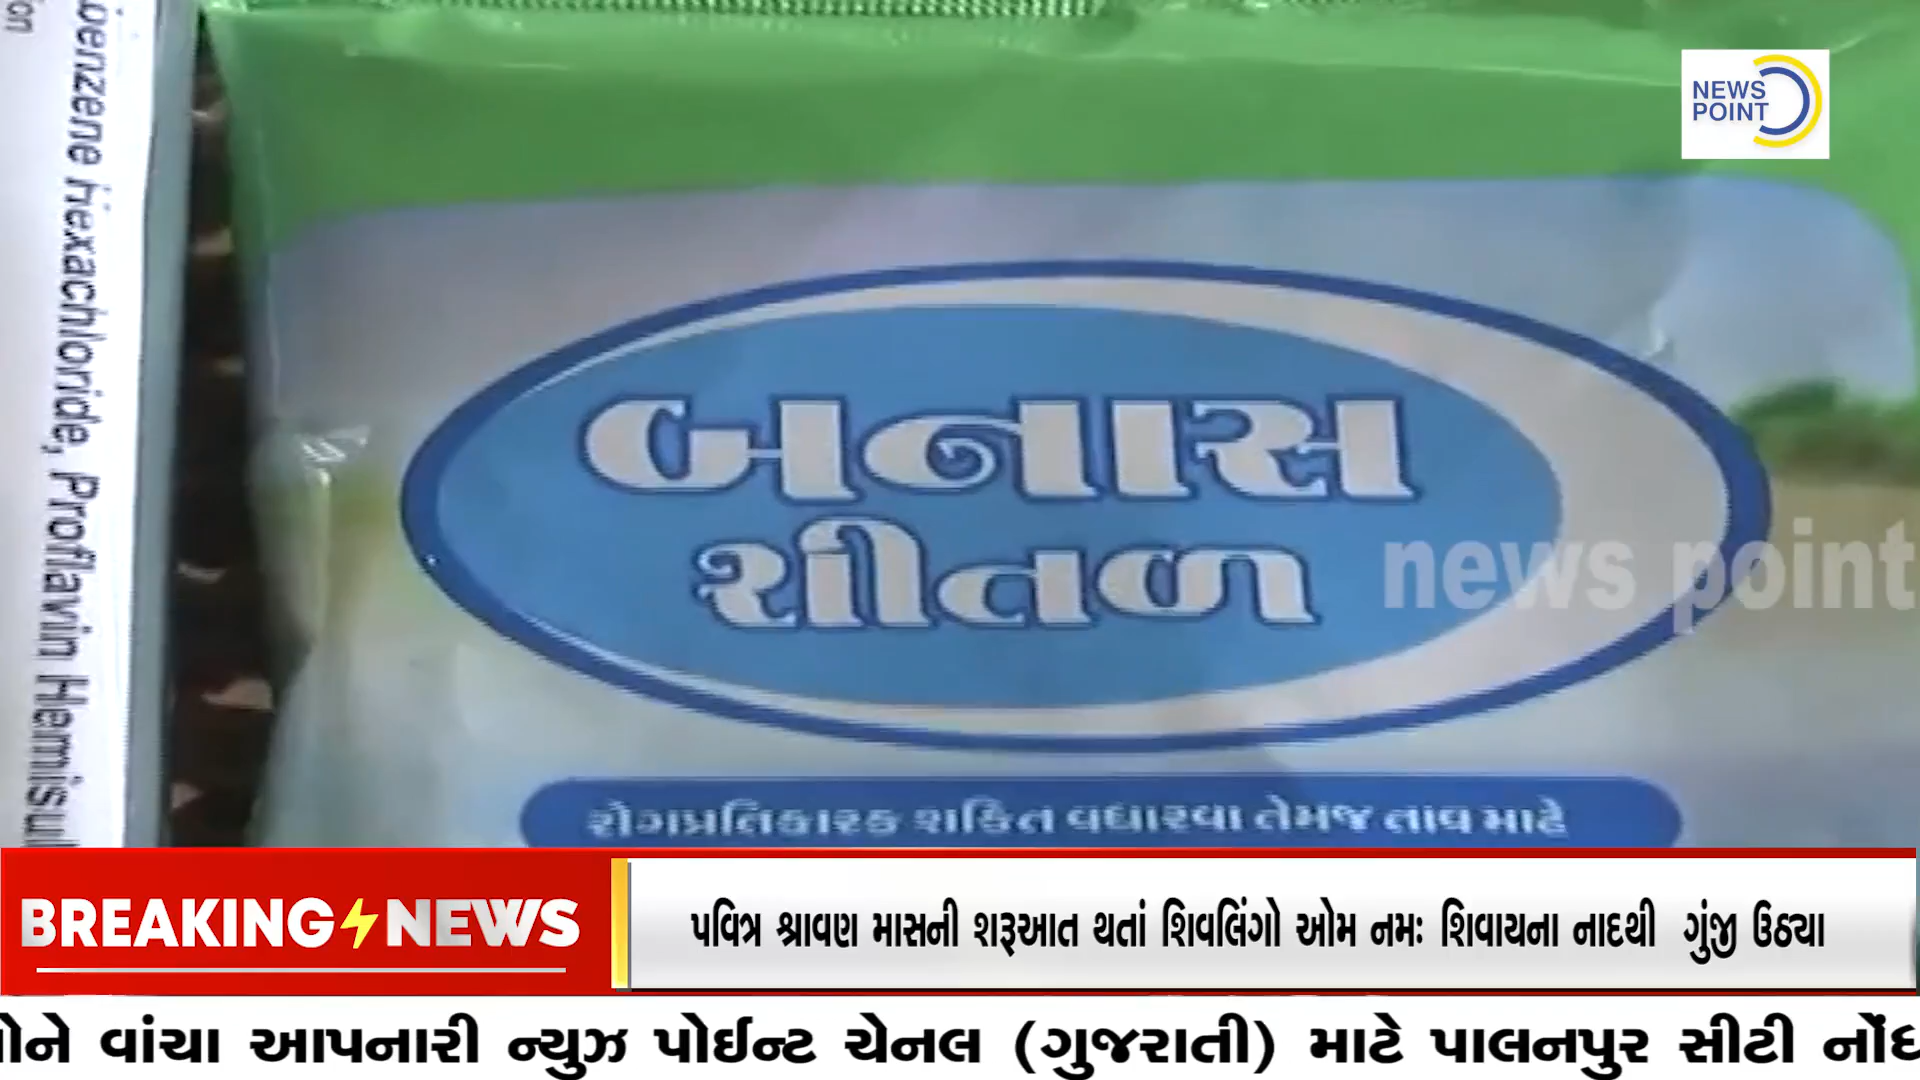 benzene hexachloride, Proflavin Hemisul
NEWS
POINT
બનાસ
શીતળ
news point
રોગપ્રતિકારક શક્તિ વધારવા તેમજ તાવ માટે
BREAKING NEWS
પવિત્ર શ્રાવણ માસની શરૂઆત થતાં શિવલિંગો ઓમ નમઃ શિવાયના નાદથી ગુંજી ઉઠ્યા
ોને વાંચા આપનારી ન્યુઝ પોઈન્ટ ચેનલ (ગુજરાતી) માટે પાલનપુર સીટી નોંધ